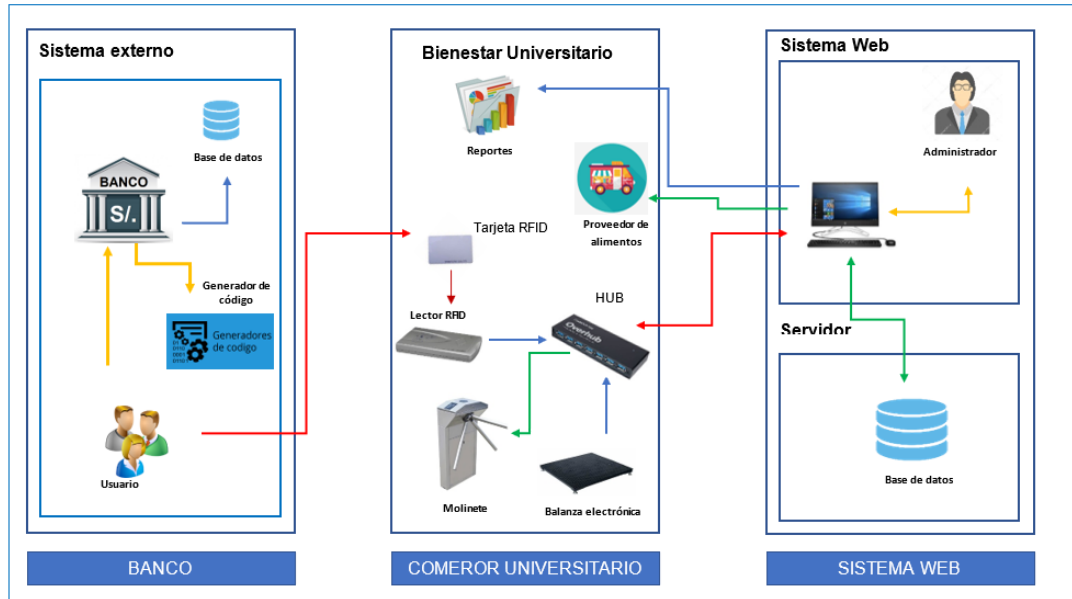 Sistema externo
Base de datos
BANCO
S/.
Generador de
código
Generadores
de codigo
Usuario
BANCO
Bienestar Universitario
Reportes
Proveedor de
alimentos
Tarjeta RFID
Lector RFID
HUB
Overhub
Molinete
Balanza electrónica
COMEROR UNIVERSITARIO
Sistema Web
Administrador
Servidor
Base de datos
SISTEMA WEB